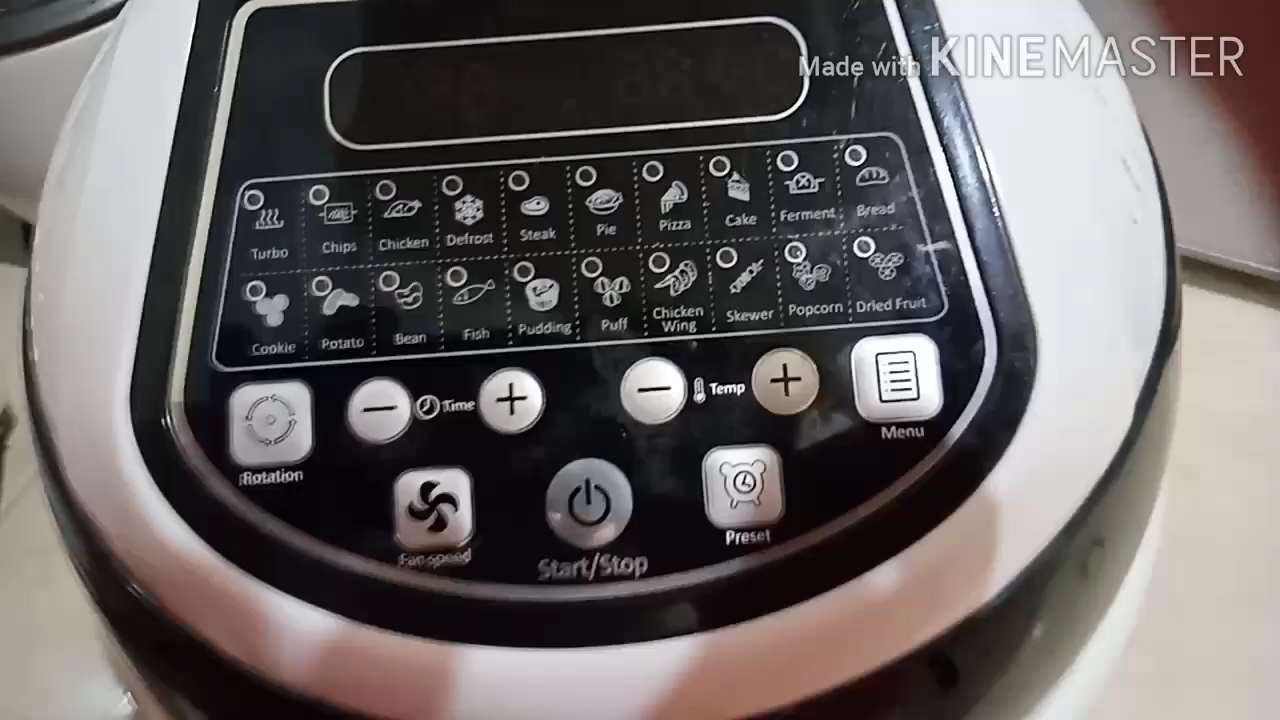 Made with KINEMASTER
Turbo Chips Chicken Defrost Steak Pie Pizza Cake Ferment Bread
Cookie Potato Bean Fish Pudding Puff Chicken Wing Skewer Popcorn Dried Fruit
Time Temp
Rotation Menu
Fan speed Start/Stop Preset